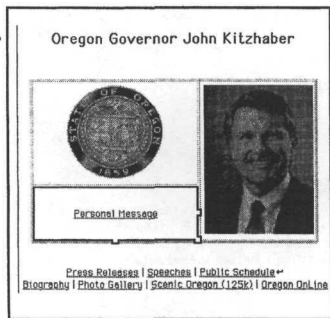 Oregon Governor John Kitzhaber
STATE OF OREGON
1859
Personal Message
Press Releases | Speeches | Public Schedule↵
Biography | Photo Gallery | Scenic Oregon (125k) | Oregon OnLine